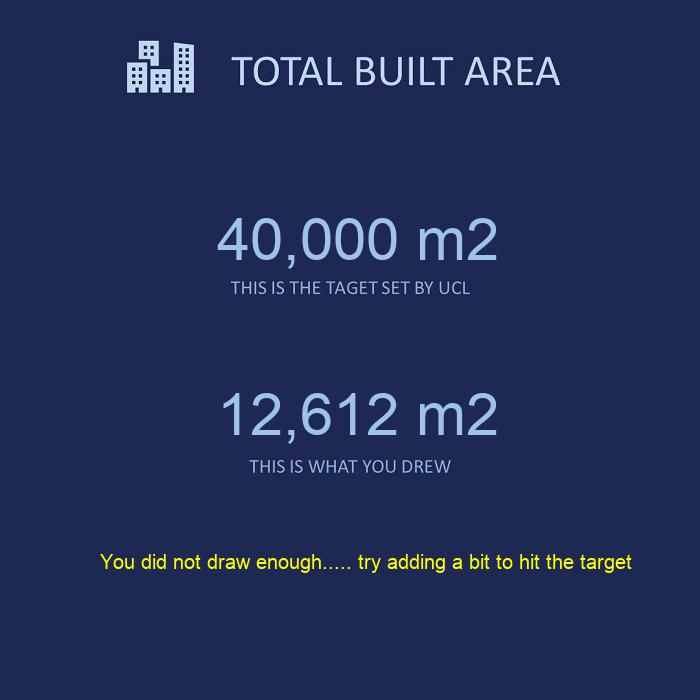 TOTAL BUILT AREA
40,000 m2
THIS IS THE TAGET SET BY UCL
12,612 m2
THIS IS WHAT YOU DREW
You did not draw enough..... try adding a bit to hit the target